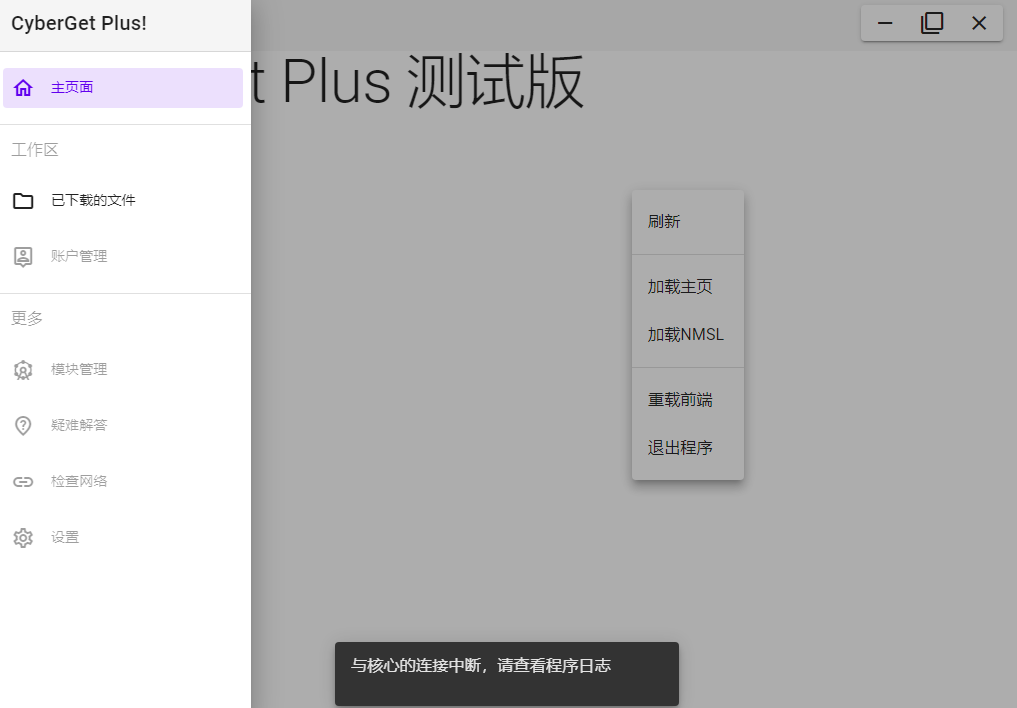 CyberGet Plus!
主页面
工作区
已下载的文件
账户管理
更多
模块管理
疑难解答
检查网络
设置
t Plus 测试版
刷新
加载主页
加载NMSL
重载前端
退出程序
与核心的连接中断，请查看程序日志